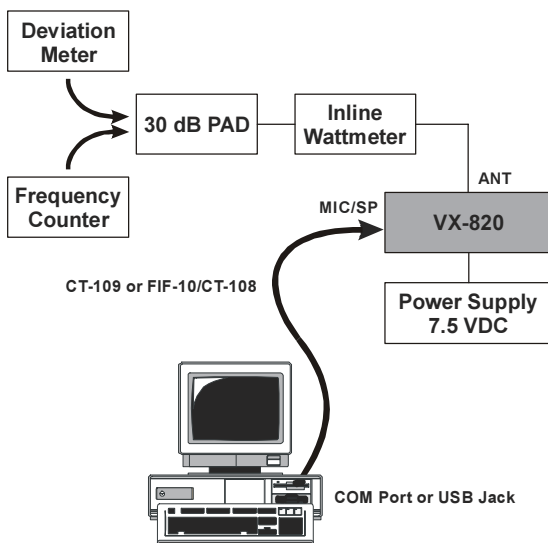 Deviation
Meter
30 dB PAD
Inline
Wattmeter
Frequency
Counter
ANT
MIC/SP
VX-820
CT-109 or FIF-10/CT-108
Power Supply
7.5 VDC
COM Port or USB Jack